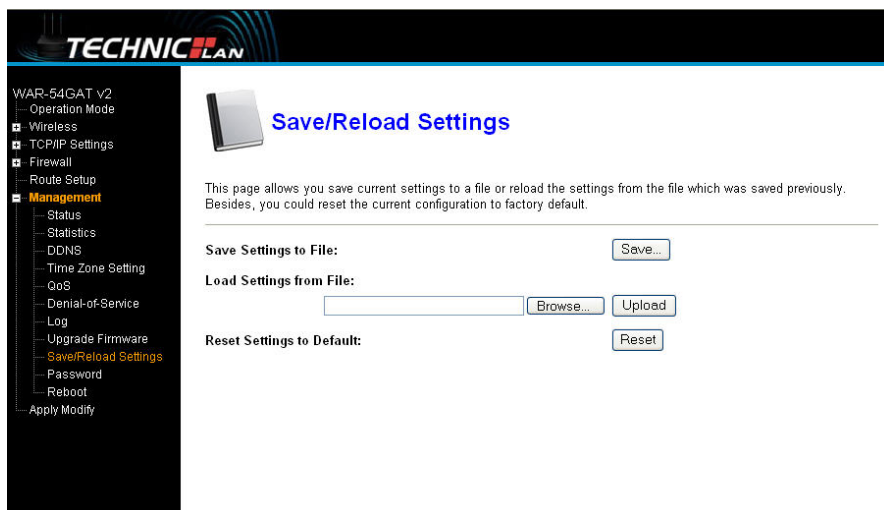 TECHNIC LAN
WAR-54GAT v2
Operation Mode
Wireless
TCP/IP Settings
Firewall
Route Setup
Management
Status
Statistics
DDNS
Time Zone Setting
QoS
Denial-of-Service
Log
Upgrade Firmware
Save/Reload Settings
Password
Reboot
Apply Modify
Save/Reload Settings
This page allows you save current settings to a file or reload the settings from the file which was saved previously.
Besides, you could reset the current configuration to factory default.
Save Settings to File: Save...
Load Settings from File:
Browse... Upload
Reset Settings to Default: Reset